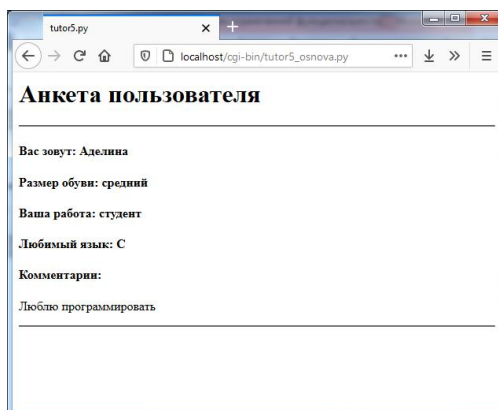 tutor5.py
localhost/cgi-bin/tutor5_osnova.py
Анкета пользователя
Вас зовут: Аделина
Размер обуви: средний
Ваша работа: студент
Любимый язык: C
Комментарии:
Люблю программировать